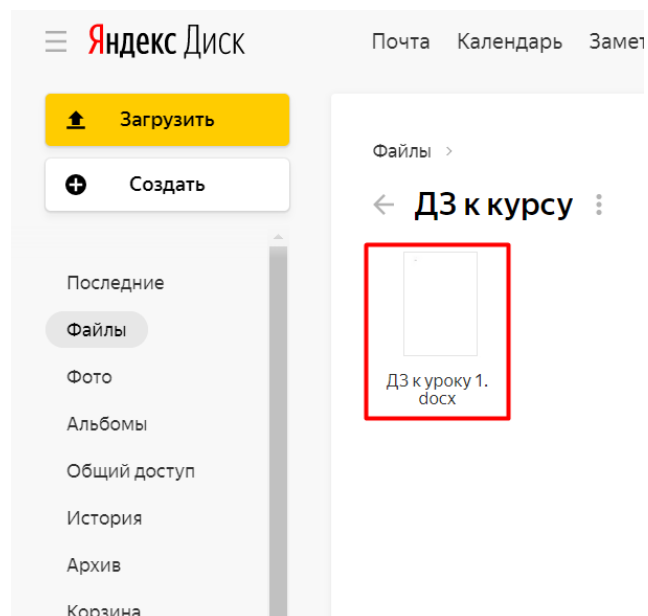 Яндекс Диск
Почта Календарь Замет
Загрузить
Создать
Файлы >
ДЗ к курсу
ДЗ к уроку 1.
docx
Последние
Файлы
Фото
Альбомы
Общий доступ
История
Архив
Корзина